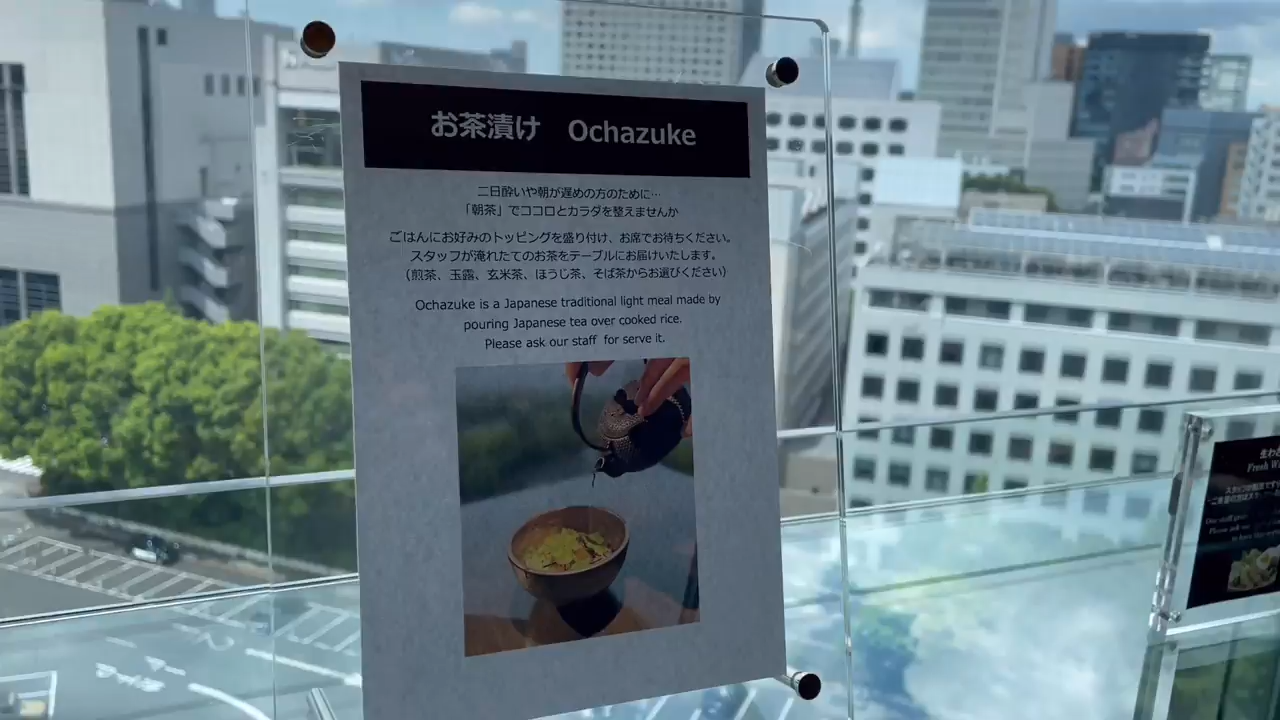 お茶漬け　Ochazuke
二日酔いや朝が遅めの方のために…
「朝茶」でココロとカラダを整えませんか
ごはんにお好みのトッピングを盛り付け、お席でお待ちください。
スタッフが淹れたてのお茶をテーブルにお届けいたします。
（煎茶、玉露、玄米茶、ほうじ茶、そば茶からお選びください）
Ochazuke is a Japanese traditional light meal made by
pouring Japanese tea over cooked rice.
Please ask our staff for serve it.
生わさ
Fresh W